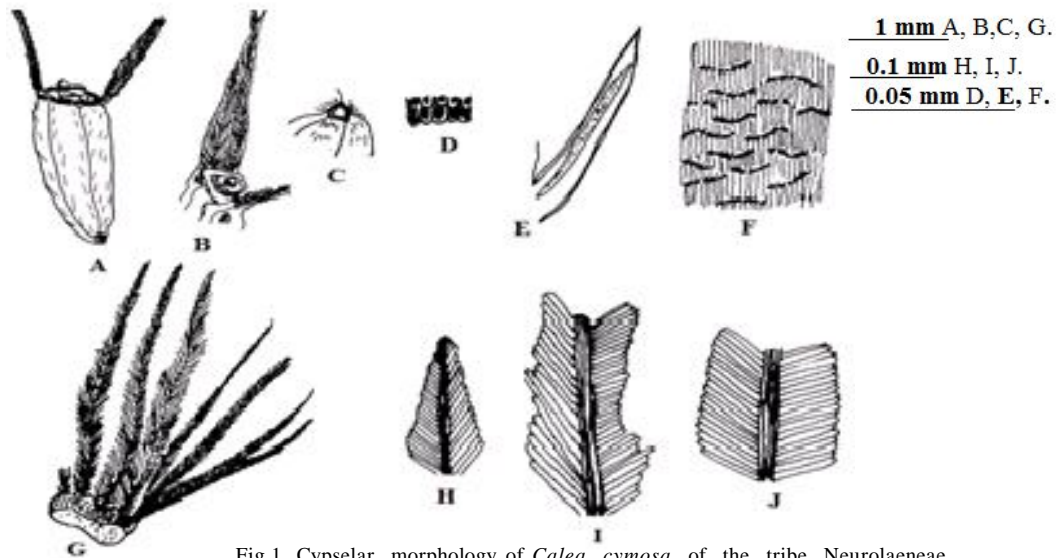 1 mm A, B,C, G.
0.1 mm H, I, J.
0.05 mm D, E, F.
A
B
C
D
E
F
G
H
I
J
Fig.1. Cypselar morphology of Calea cymosa of the tribe Neurolaeneae